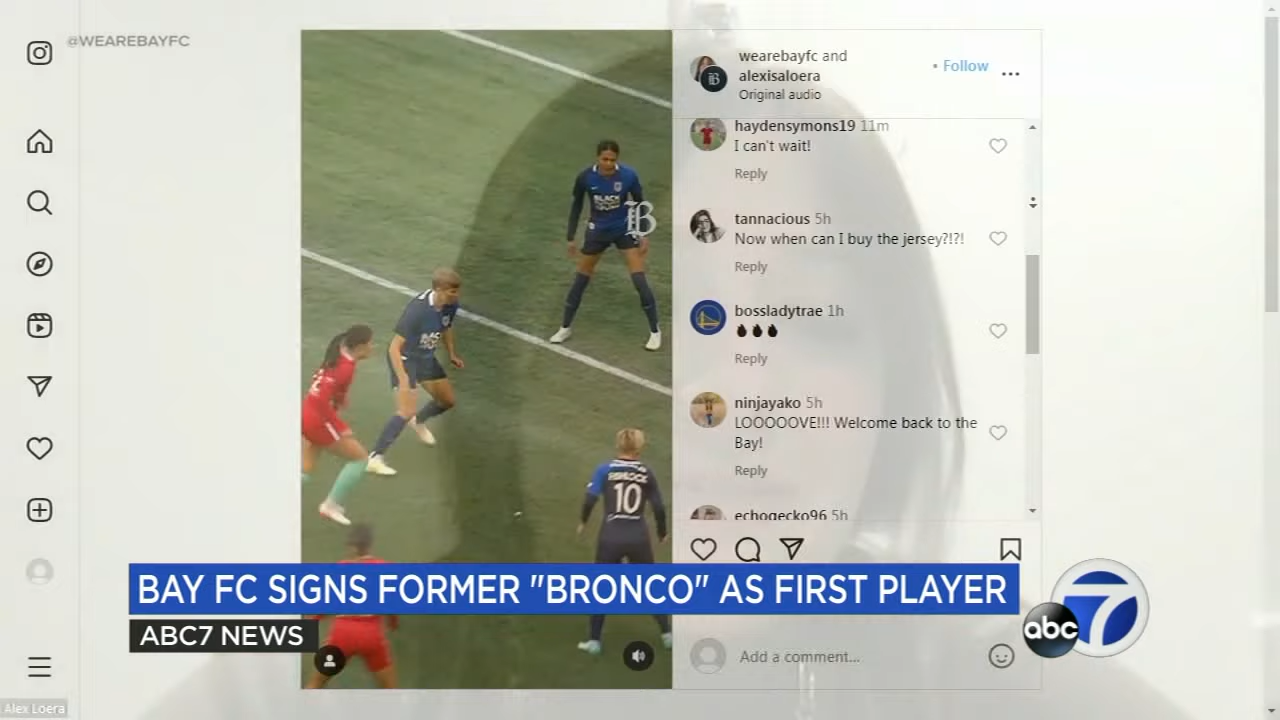 @WEAREBAYFC
wearebayfc and
alexisaloera
Original audio
• Follow
haydensymons19 11m
I can't wait!
Reply
tannacious 5h
Now when can I buy the jersey?!?!
Reply
bossladytrae 1h
Reply
ninjayako 5h
LOOOOOVE!!! Welcome back to the
Bay!
Reply
echogecko96 5h
BLACK
B
10
BAY FC SIGNS FORMER "BRONCO" AS FIRST PLAYER
ABC7 NEWS
abc 7
Add a comment...
Alex Loera